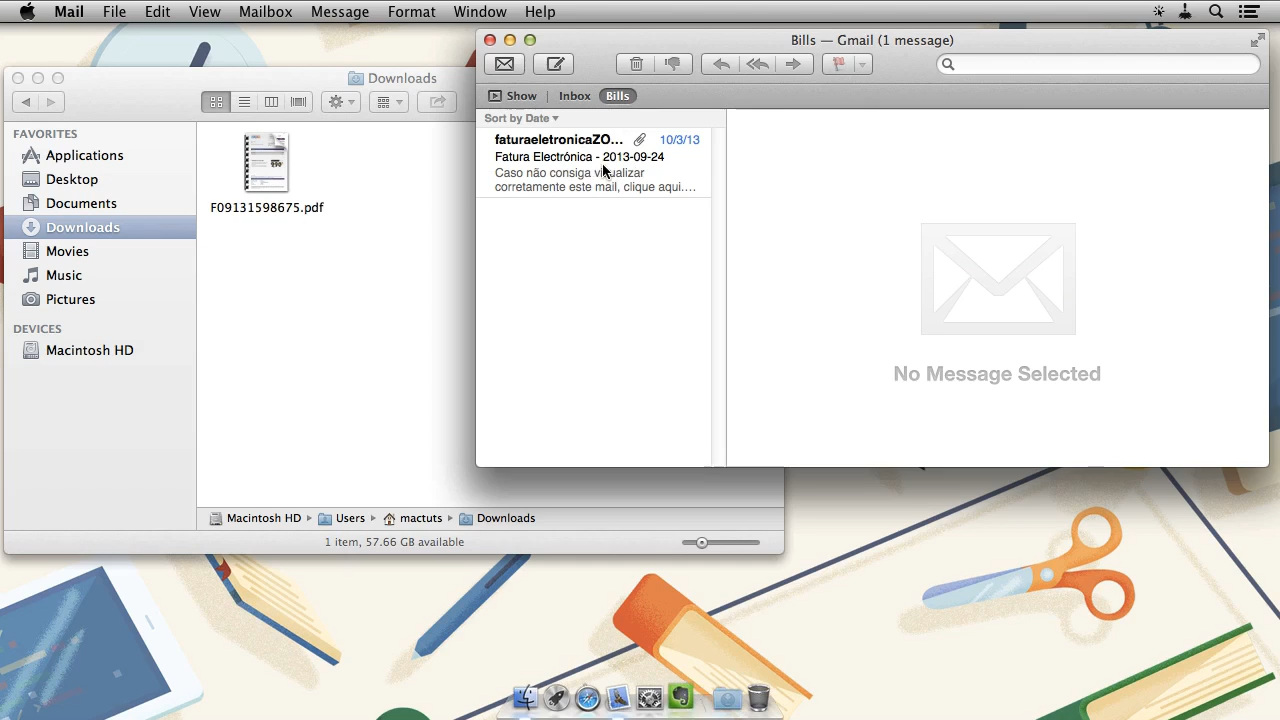 Mail File Edit View Mailbox Message Format Window Help
Bills — Gmail (1 message)
Downloads
Show Inbox Bills
Sort by Date
faturaeletronicaZO... 10/3/13
Fatura Electrónica - 2013-09-24
Caso não consiga visualizar
corretamente este mail, clique aqui....
No Message Selected
FAVORITES
Applications
Desktop
Documents
Downloads
Movies
Music
Pictures
DEVICES
Macintosh HD
F09131598675.pdf
Macintosh HD Users mactuts Downloads
1 item, 57.66 GB available